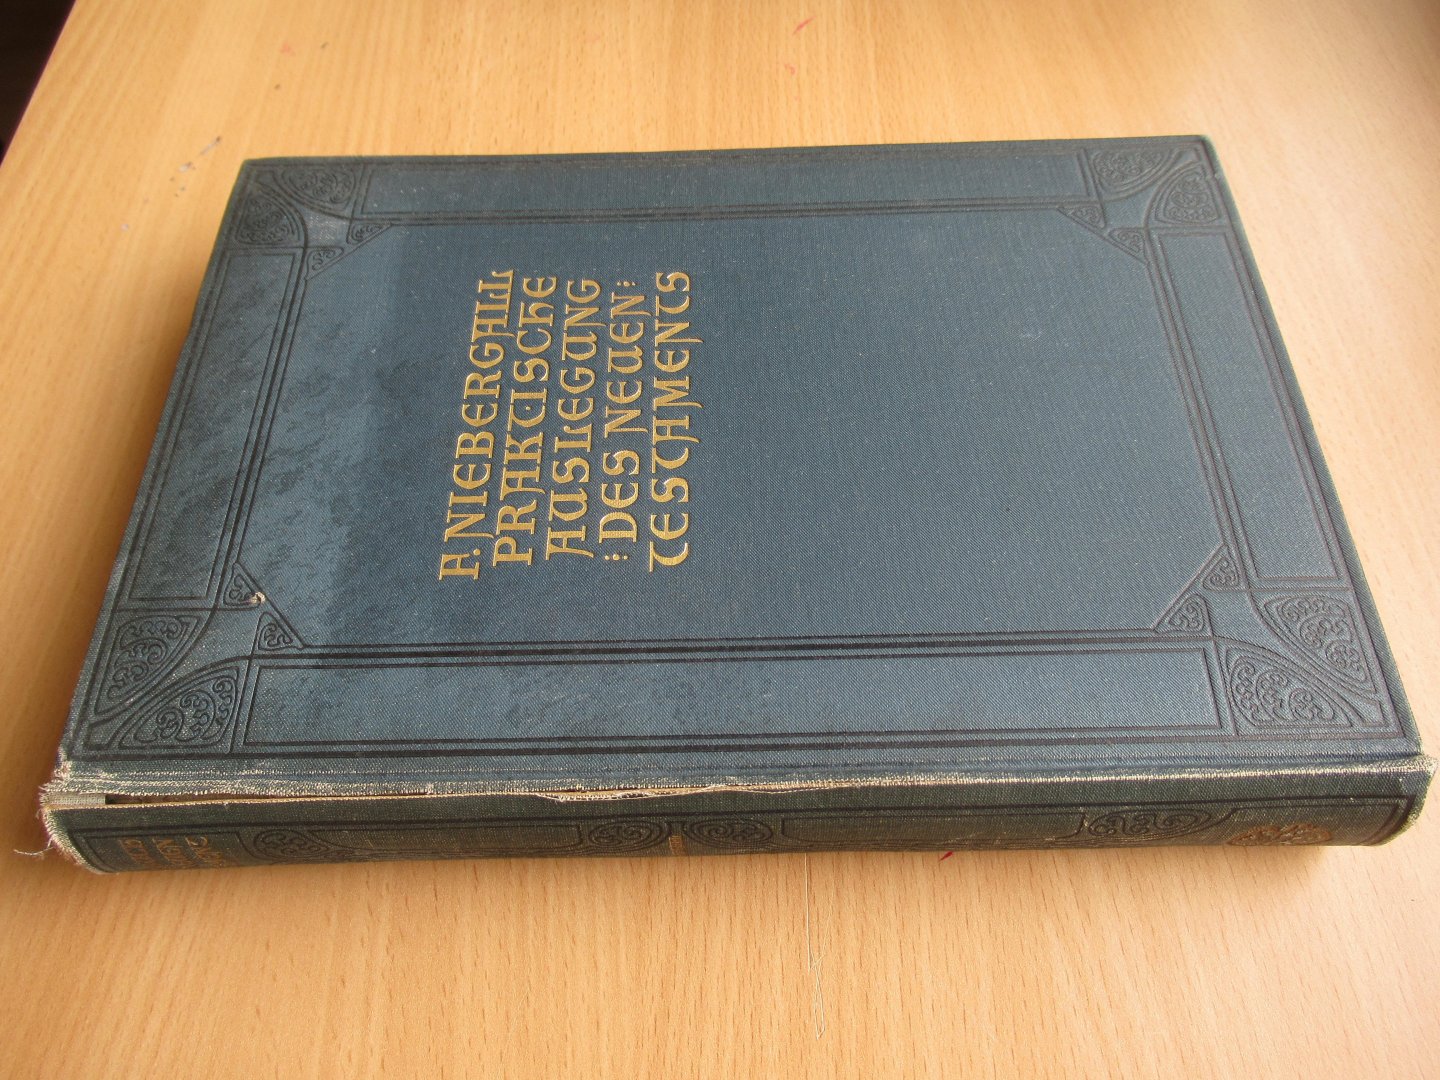 F. NIEBERGALL
PRAKTISCHE
AUSLEGUNG
: DES NEUEN :
TESTAMENTS